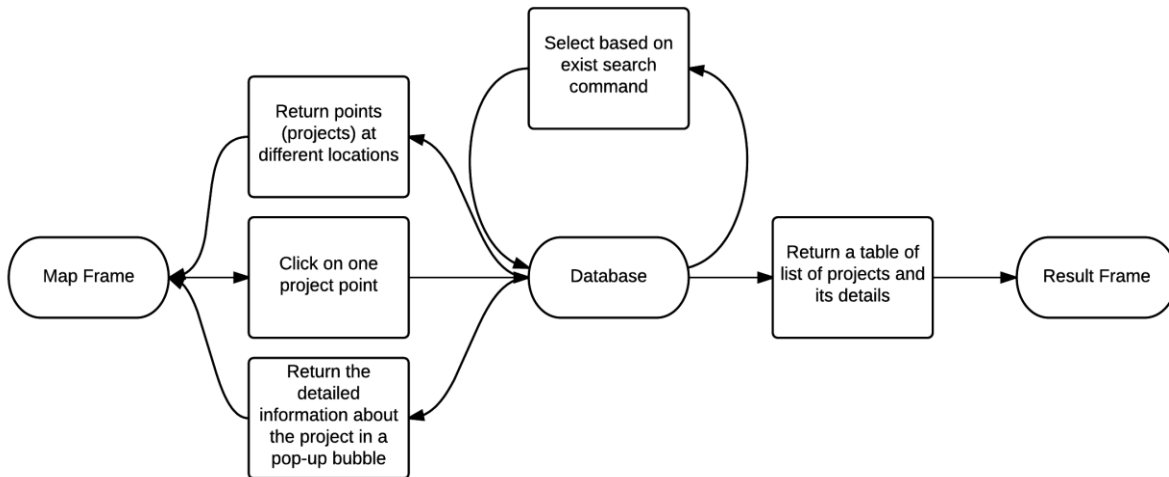 Select based on
exist search
command
Return points
(projects) at
different locations
Map Frame
Click on one
project point
Database
Return a table of
list of projects and
its details
Result Frame
Return the
detailed
information about
the project in a
pop-up bubble